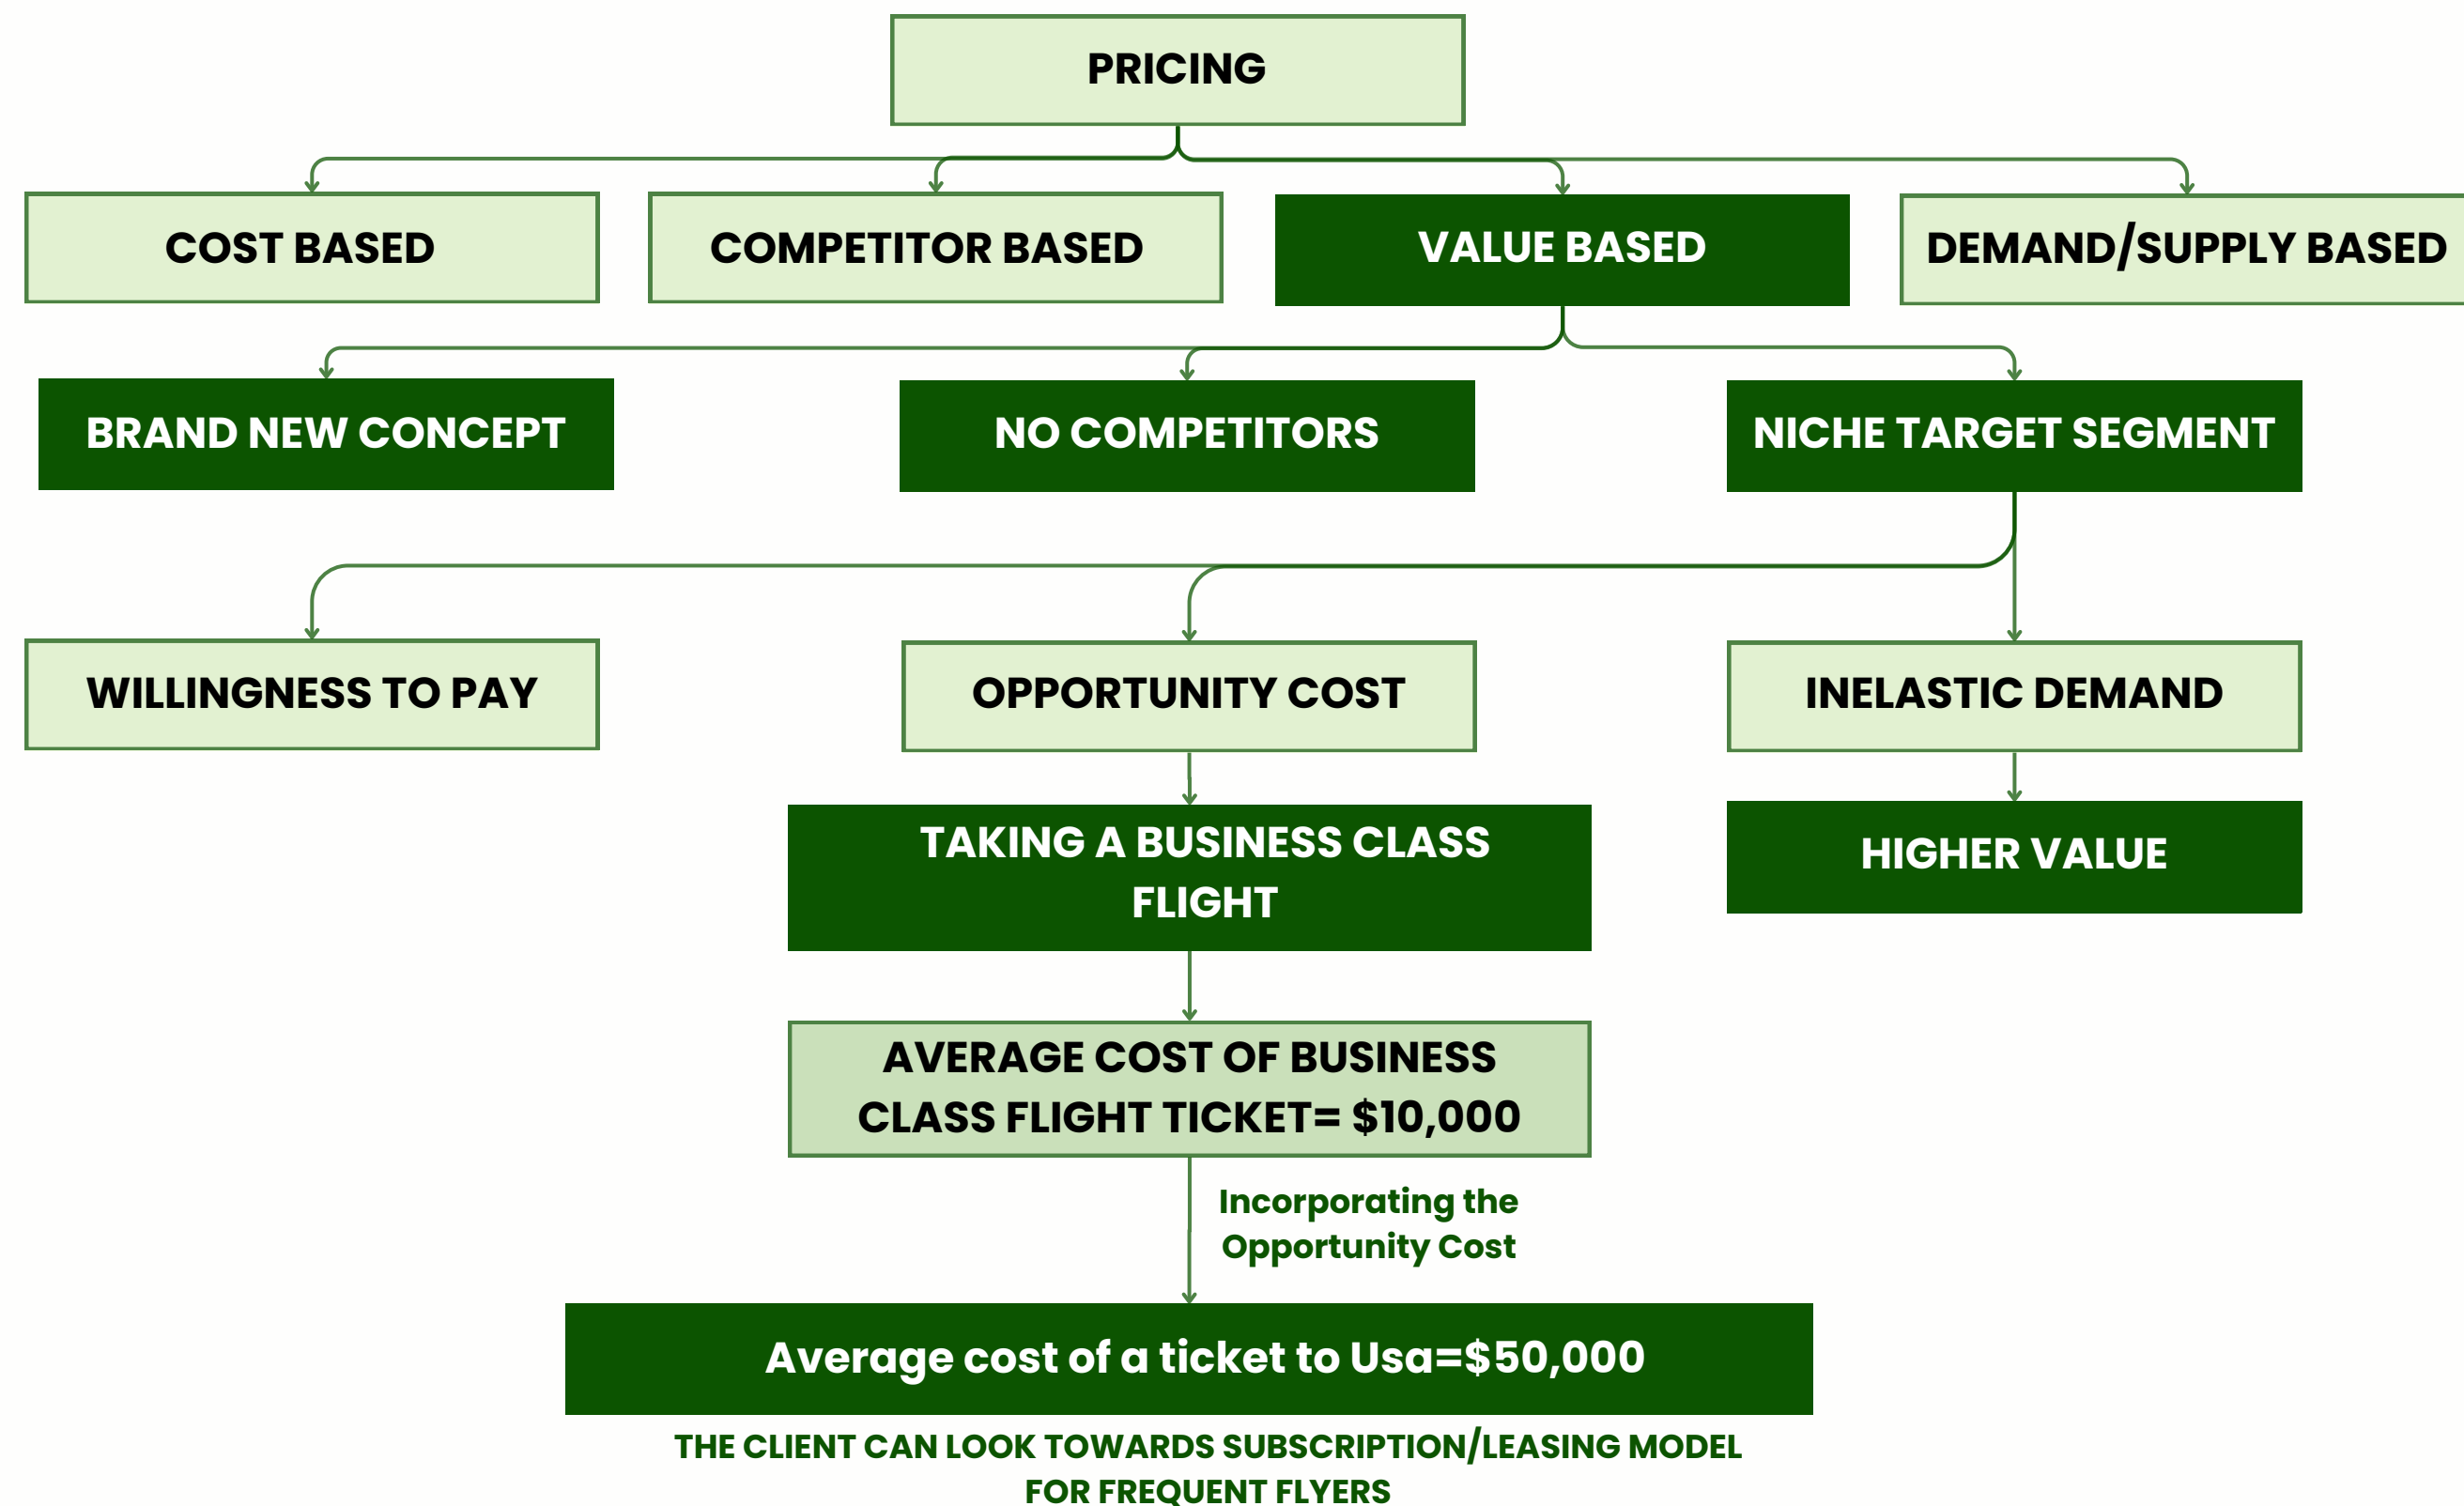 PRICING
COST BASED
COMPETITOR BASED
VALUE BASED
DEMAND/SUPPLY BASED
BRAND NEW CONCEPT
NO COMPETITORS
NICHE TARGET SEGMENT
WILLINGNESS TO PAY
OPPORTUNITY COST
INELASTIC DEMAND
TAKING A BUSINESS CLASS
FLIGHT
HIGHER VALUE
AVERAGE COST OF BUSINESS
CLASS FLIGHT TICKET= $10,000
Incorporating the
Opportunity Cost
Average cost of a ticket to Usa=$50,000
THE CLIENT CAN LOOK TOWARDS SUBSCRIPTION/LEASING MODEL
FOR FREQUENT FLYERS